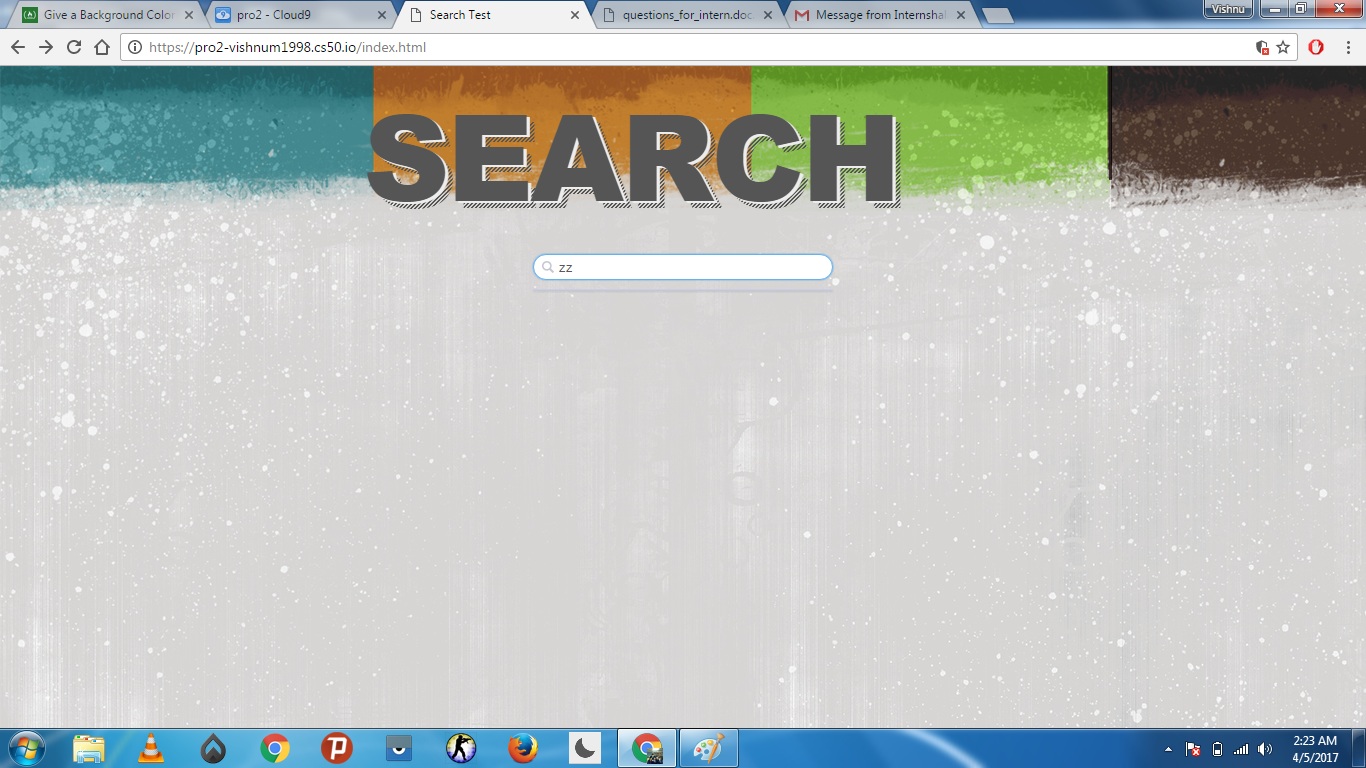 Give a Background Color
pro2 - Cloud9
Search Test
questions_for_intern.doc
Message from Internshal
Vishnu
https://pro2-vishnum1998.cs50.io/index.html
SEARCH
zz
2:23 AM
4/5/2017